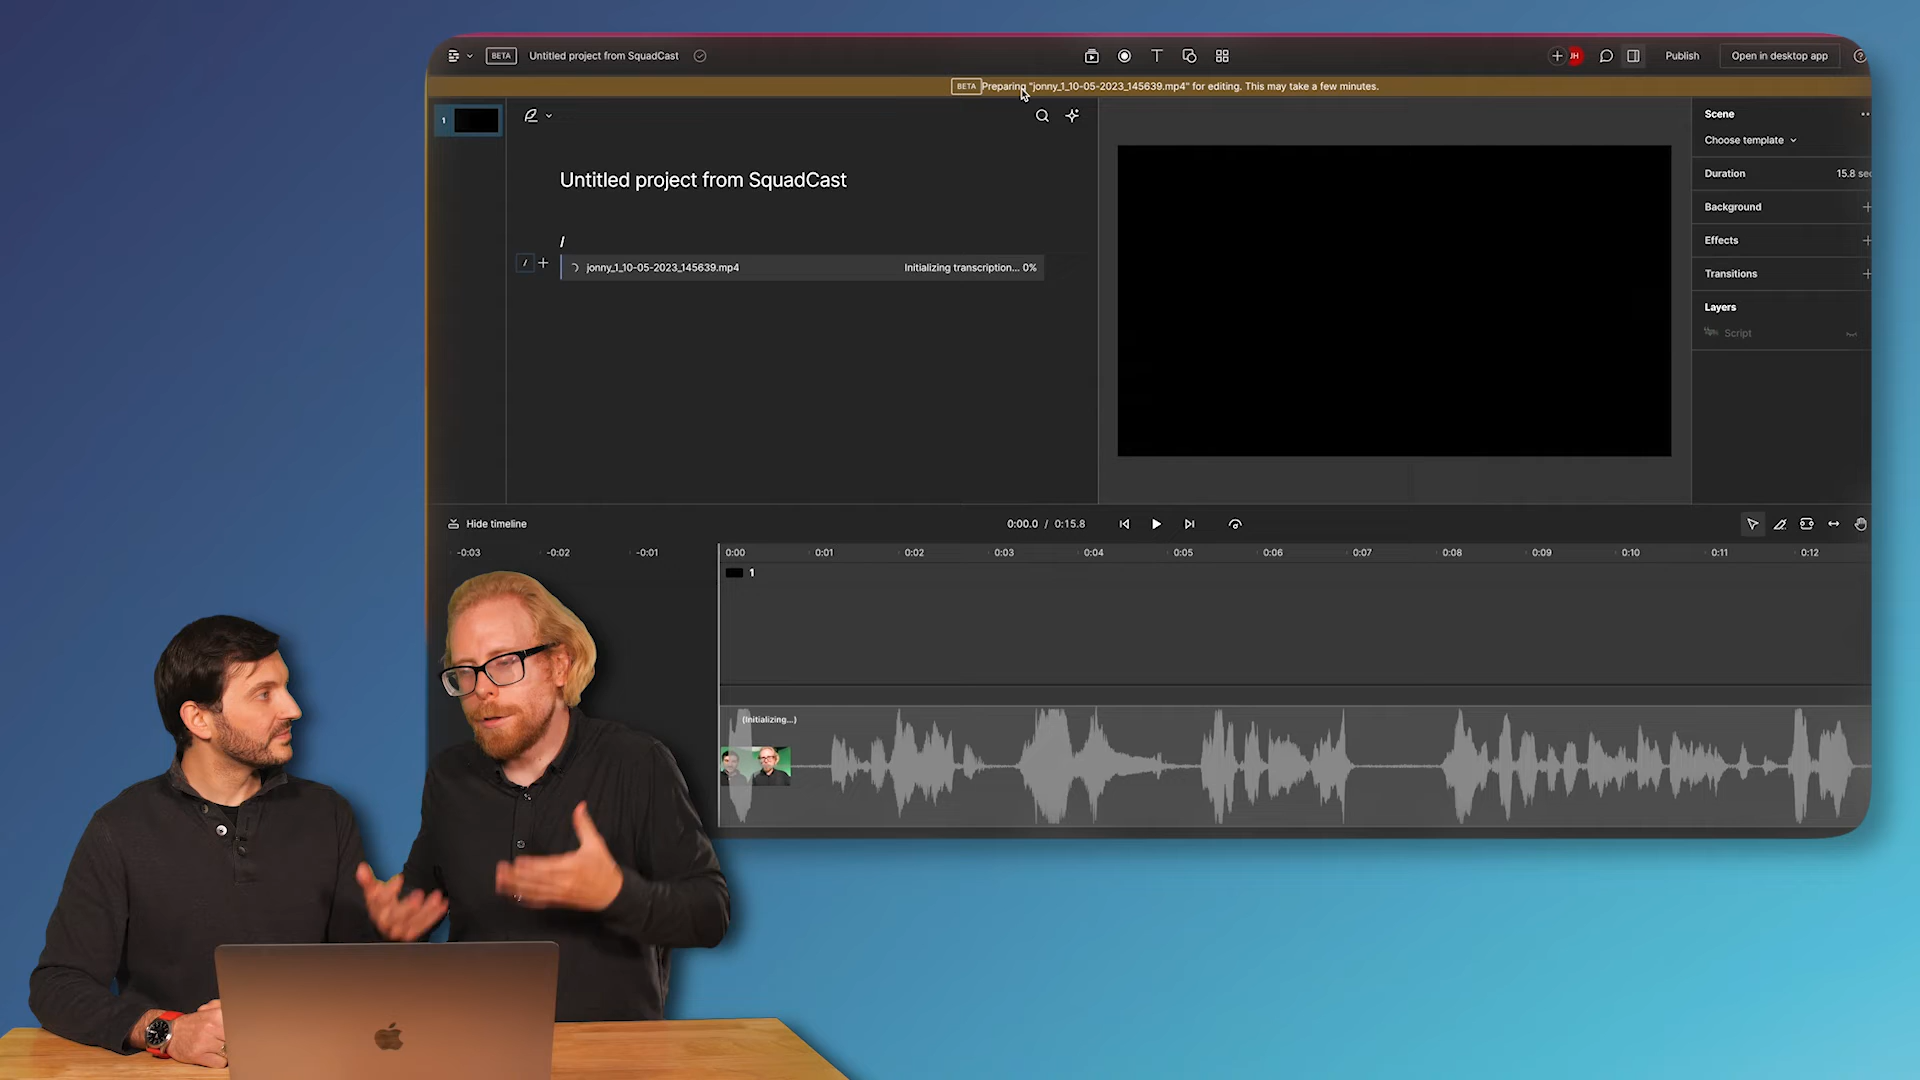 BETA Untitled project from SquadCast
JH Publish Open in desktop app
BETA Preparing "jonny_1_10-05-2023_145639.mp4" for editing. This may take a few minutes.
1
Untitled project from SquadCast
/
/ jonny_1_10-05-2023_145639.mp4 Initializing transcription... 0%
Scene
Choose template
Duration 15.8 sec
Background
Effects
Transitions
Layers
Script
Hide timeline
0:00.0 / 0:15.8
-0:03 -0:02 -0:01 0:00 0:01 0:02 0:03 0:04 0:05 0:06 0:07 0:08 0:09 0:10 0:11 0:12
1
(Initializing...)